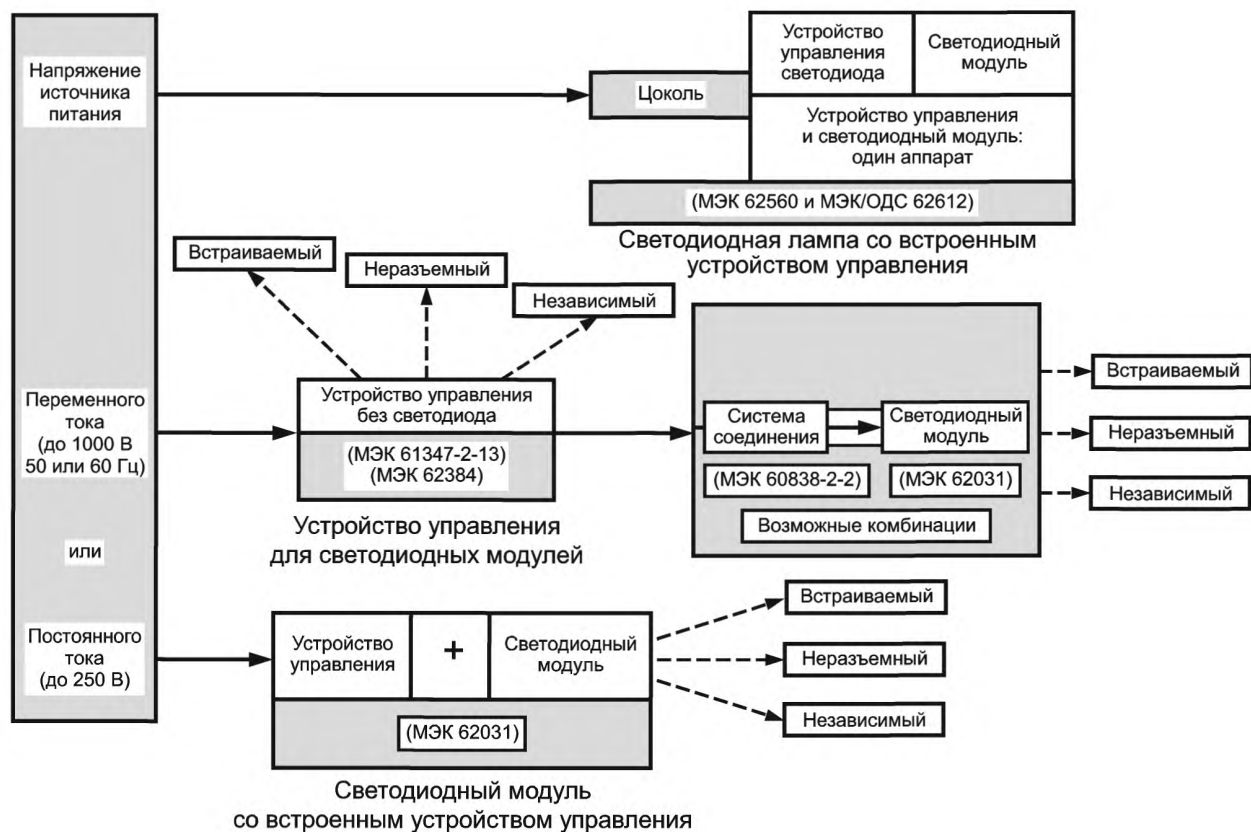 Напряжение
источника
питания
Переменного
тока
(до 1000 В
50 или 60 Гц)
или
Постоянного
тока
(до 250 В)
Цоколь
Устройство
управления
светодиода
Светодиодный
модуль
Устройство управления
и светодиодный модуль:
один аппарат
(МЭК 62560 и МЭК/ОДС 62612)
Светодиодная лампа со встроенным
устройством управления
Встраиваемый
Неразъемный
Независимый
Устройство управления
без светодиода
(МЭК 61347-2-13)
(МЭК 62384)
Устройство управления
для светодиодных модулей
Система
соединения
Светодиодный
модуль
(МЭК 60838-2-2)
(МЭК 62031)
Возможные комбинации
Встраиваемый
Неразъемный
Независимый
Устройство
управления
+
Светодиодный
модуль
(МЭК 62031)
Светодиодный модуль
со встроенным устройством управления
Встраиваемый
Неразъемный
Независимый